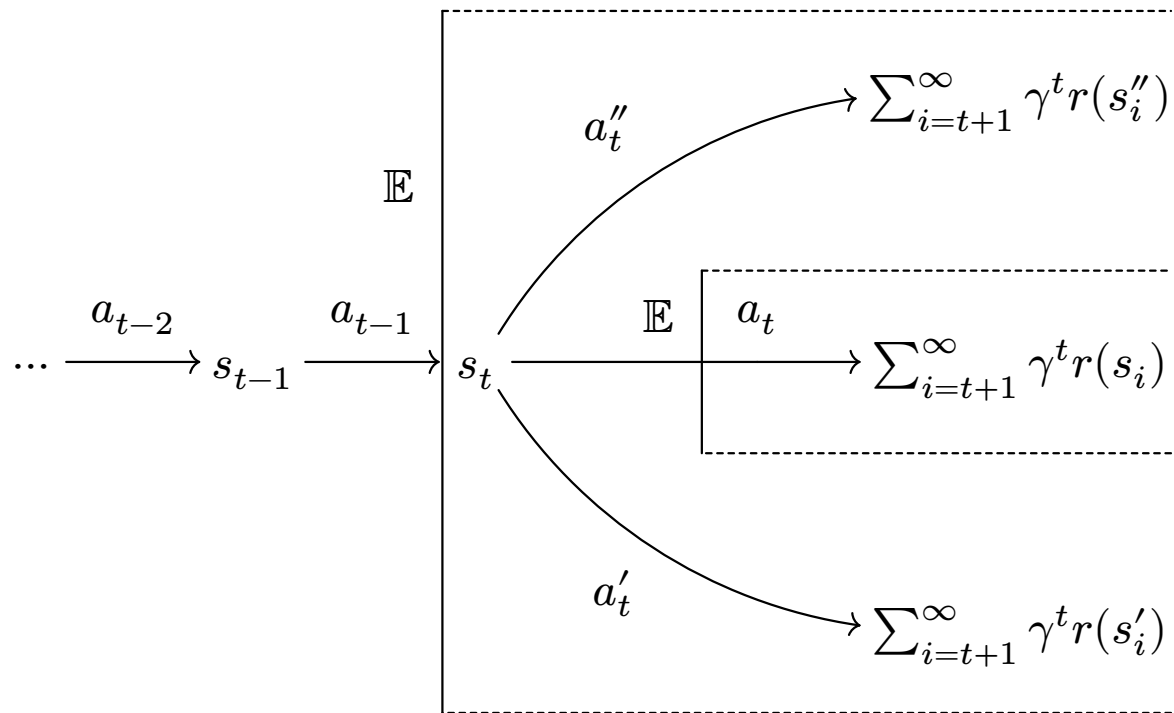 a''_t
∑_{i=t+1}^∞ γ^t r(s''_i)
𝔼
a_{t−2}
a_{t−1}
𝔼
a_t
...
s_{t−1}
s_t
∑_{i=t+1}^∞ γ^t r(s_i)
a'_t
∑_{i=t+1}^∞ γ^t r(s'_i)